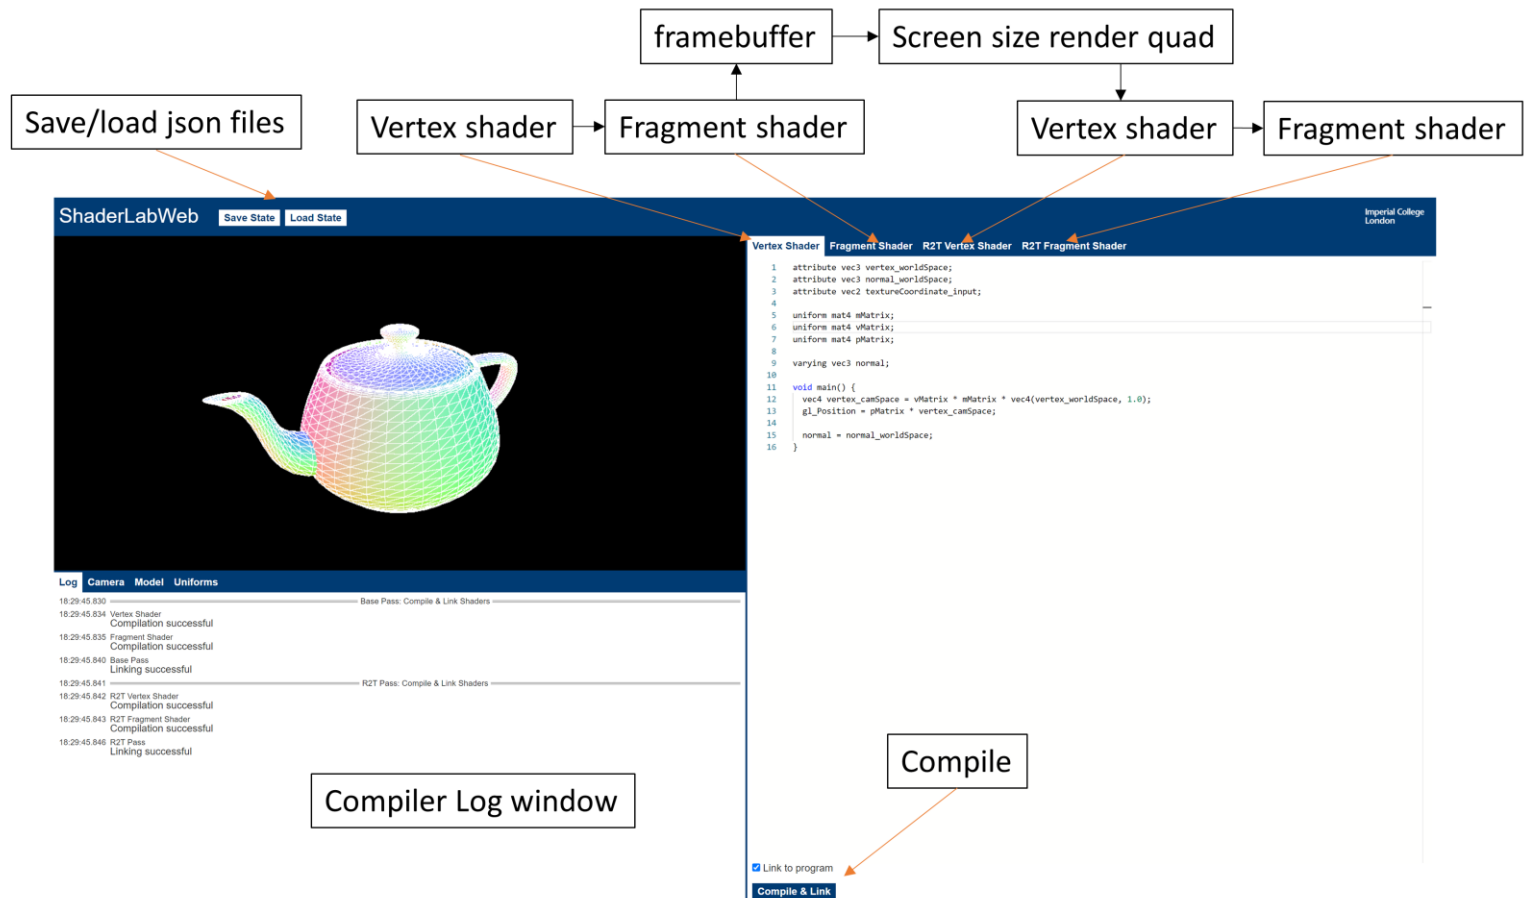 framebuffer
Screen size render quad
Save/load json files
Vertex shader
Fragment shader
Vertex shader
Fragment shader
ShaderLabWeb
Save State
Load State
Imperial College
London
Vertex Shader
Fragment Shader
R2T Vertex Shader
R2T Fragment Shader
1 attribute vec3 vertex_worldSpace;
2 attribute vec3 normal_worldSpace;
3 attribute vec2 textureCoordinate_input;
4
5 uniform mat4 mMatrix;
6 uniform mat4 vMatrix;
7 uniform mat4 pMatrix;
8
9 varying vec3 normal;
10
11 void main() {
12 vec4 vertex_camSpace = vMatrix * mMatrix * vec4(vertex_worldSpace, 1.0);
13 gl_Position = pMatrix * vertex_camSpace;
14
15 normal = normal_worldSpace;
16 }
Log
Camera
Model
Uniforms
18:29:45.830 Base Pass: Compile & Link Shaders
18:29:45.834 Vertex Shader
Compilation successful
18:29:45.835 Fragment Shader
Compilation successful
18:29:45.840 Base Pass
Linking successful
18:29:45.841 R2T Pass: Compile & Link Shaders
18:29:45.842 R2T Vertex Shader
Compilation successful
18:29:45.843 R2T Fragment Shader
Compilation successful
18:29:45.846 R2T Pass
Linking successful
Compiler Log window
Compile
Link to program
Compile & Link